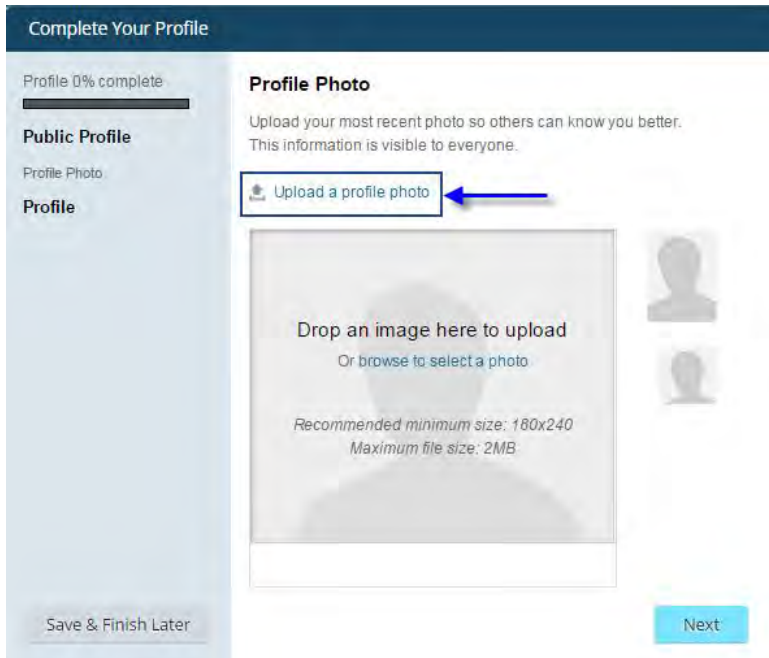 Complete Your Profile
Profile 0% complete
Public Profile
Profile Photo
Profile
Save & Finish Later
Profile Photo
Upload your most recent photo so others can know you better.
This information is visible to everyone.
Upload a profile photo
Drop an image here to upload
Or browse to select a photo
Recommended minimum size: 180x240
Maximum file size: 2MB
Next